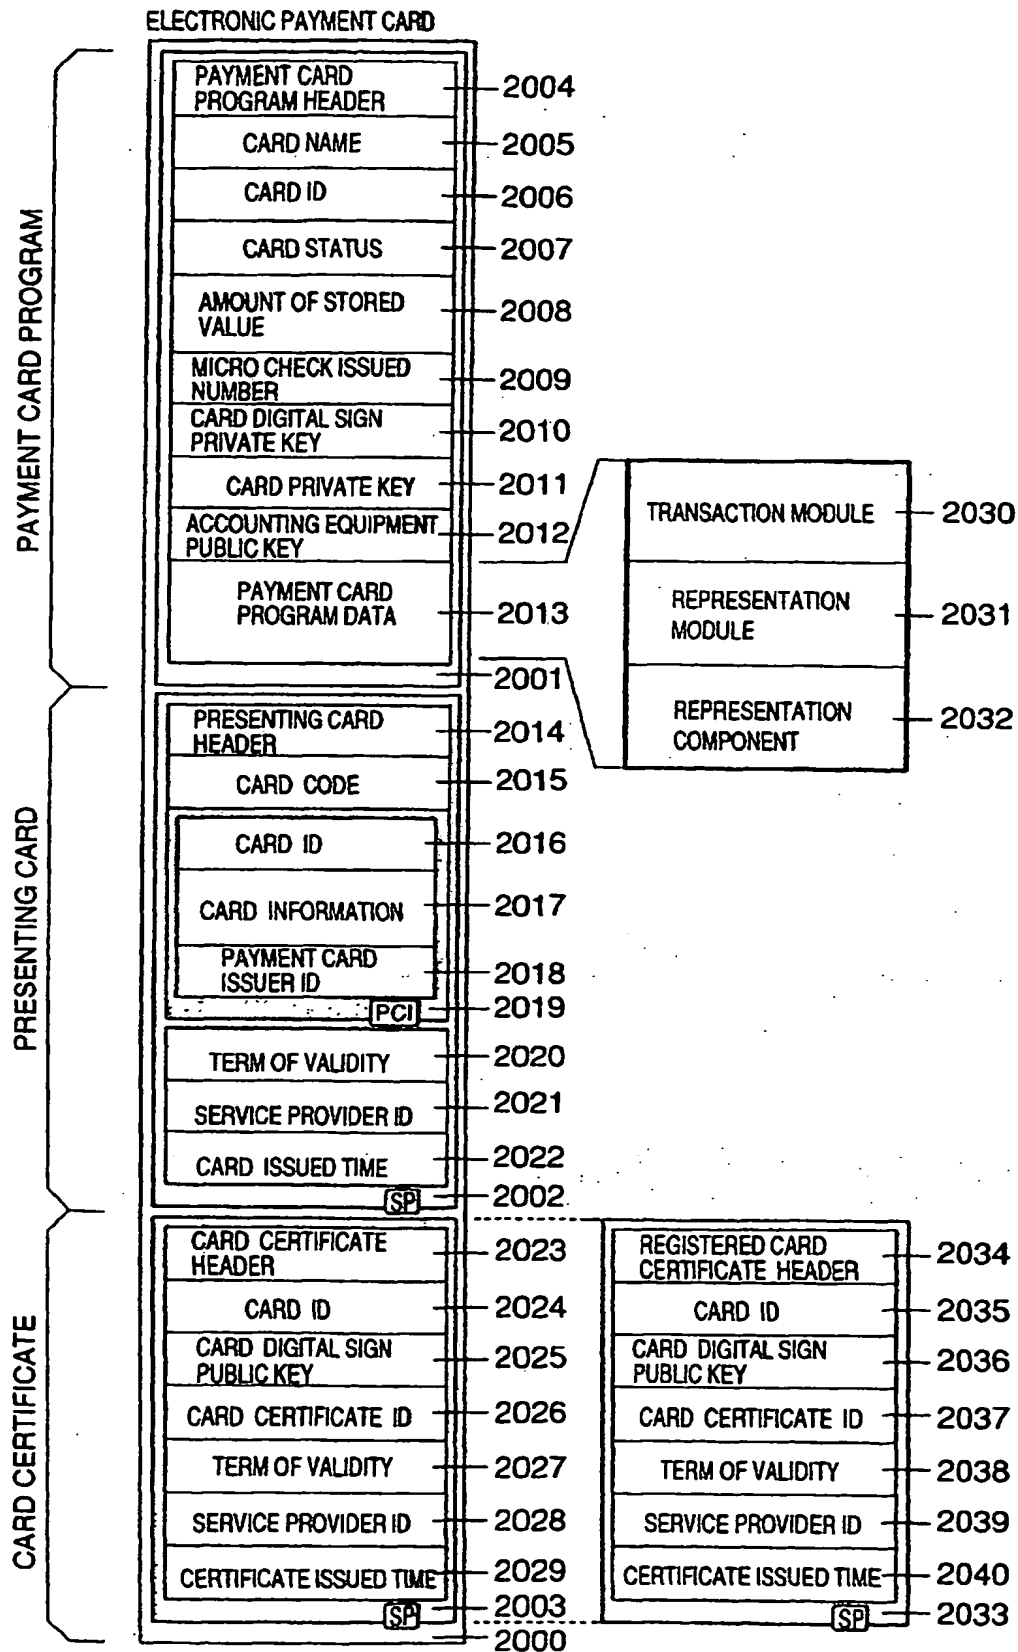 ELECTRONIC PAYMENT CARD
PAYMENT CARD PROGRAM
PAYMENT CARD
PROGRAM HEADER
2004
CARD NAME
2005
CARD ID
2006
CARD STATUS
2007
AMOUNT OF STORED
VALUE
2008
MICRO CHECK ISSUED
NUMBER
2009
CARD DIGITAL SIGN
PRIVATE KEY
2010
CARD PRIVATE KEY
2011
ACCOUNTING EQUIPMENT
PUBLIC KEY
2012
PAYMENT CARD
PROGRAM DATA
2013
2001
TRANSACTION MODULE
2030
REPRESENTATION
MODULE
2031
REPRESENTATION
COMPONENT
2032
PRESENTING CARD
PRESENTING CARD
HEADER
2014
CARD CODE
2015
CARD ID
2016
CARD INFORMATION
2017
PAYMENT CARD
ISSUER ID
2018
PCI
2019
TERM OF VALIDITY
2020
SERVICE PROVIDER ID
2021
CARD ISSUED TIME
2022
SP
2002
CARD CERTIFICATE
CARD CERTIFICATE
HEADER
2023
CARD ID
2024
CARD DIGITAL SIGN
PUBLIC KEY
2025
CARD CERTIFICATE ID
2026
TERM OF VALIDITY
2027
SERVICE PROVIDER ID
2028
CERTIFICATE ISSUED TIME
2029
SP
2003
2000
REGISTERED CARD
CERTIFICATE HEADER
2034
CARD ID
2035
CARD DIGITAL SIGN
PUBLIC KEY
2036
CARD CERTIFICATE ID
2037
TERM OF VALIDITY
2038
SERVICE PROVIDER ID
2039
CERTIFICATE ISSUED TIME
2040
SP
2033